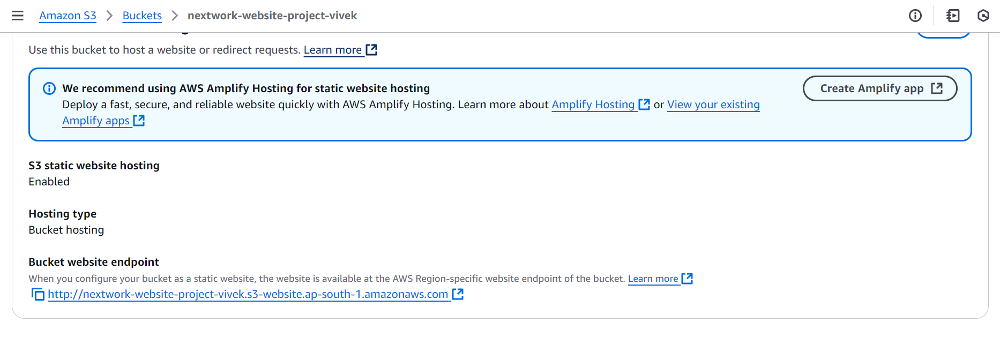 Amazon S3 > Buckets > nextwork-website-project-vivek
Use this bucket to host a website or redirect requests. Learn more
We recommend using AWS Amplify Hosting for static website hosting
Create Amplify app
Deploy a fast, secure, and reliable website quickly with AWS Amplify Hosting. Learn more about Amplify Hosting or View your existing
Amplify apps
S3 static website hosting
Enabled
Hosting type
Bucket hosting
Bucket website endpoint
When you configure your bucket as a static website, the website is available at the AWS Region-specific website endpoint of the bucket. Learn more
http://nextwork-website-project-vivek.s3-website.ap-south-1.amazonaws.com